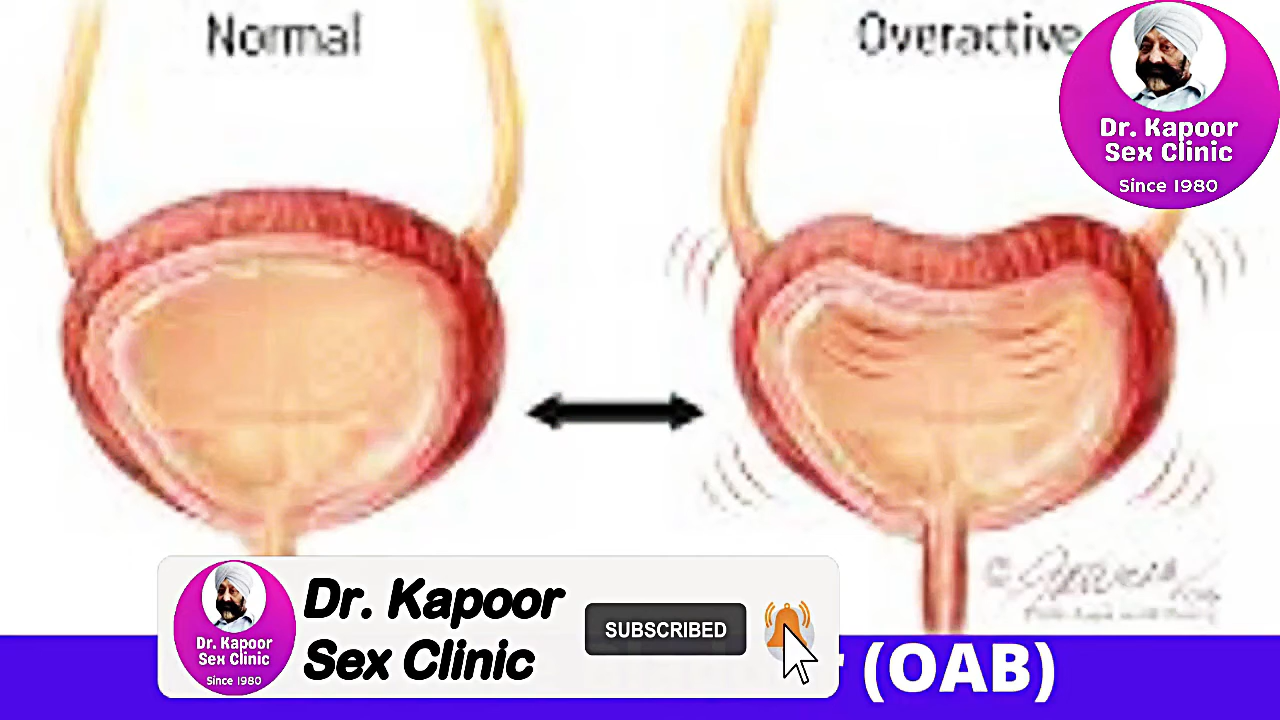 Normal
Overactive
Dr. Kapoor
Sex Clinic
Since 1980
Dr. Kapoor
Sex Clinic
Since 1980
Dr. Kapoor
Sex Clinic
SUBSCRIBED
(OAB)